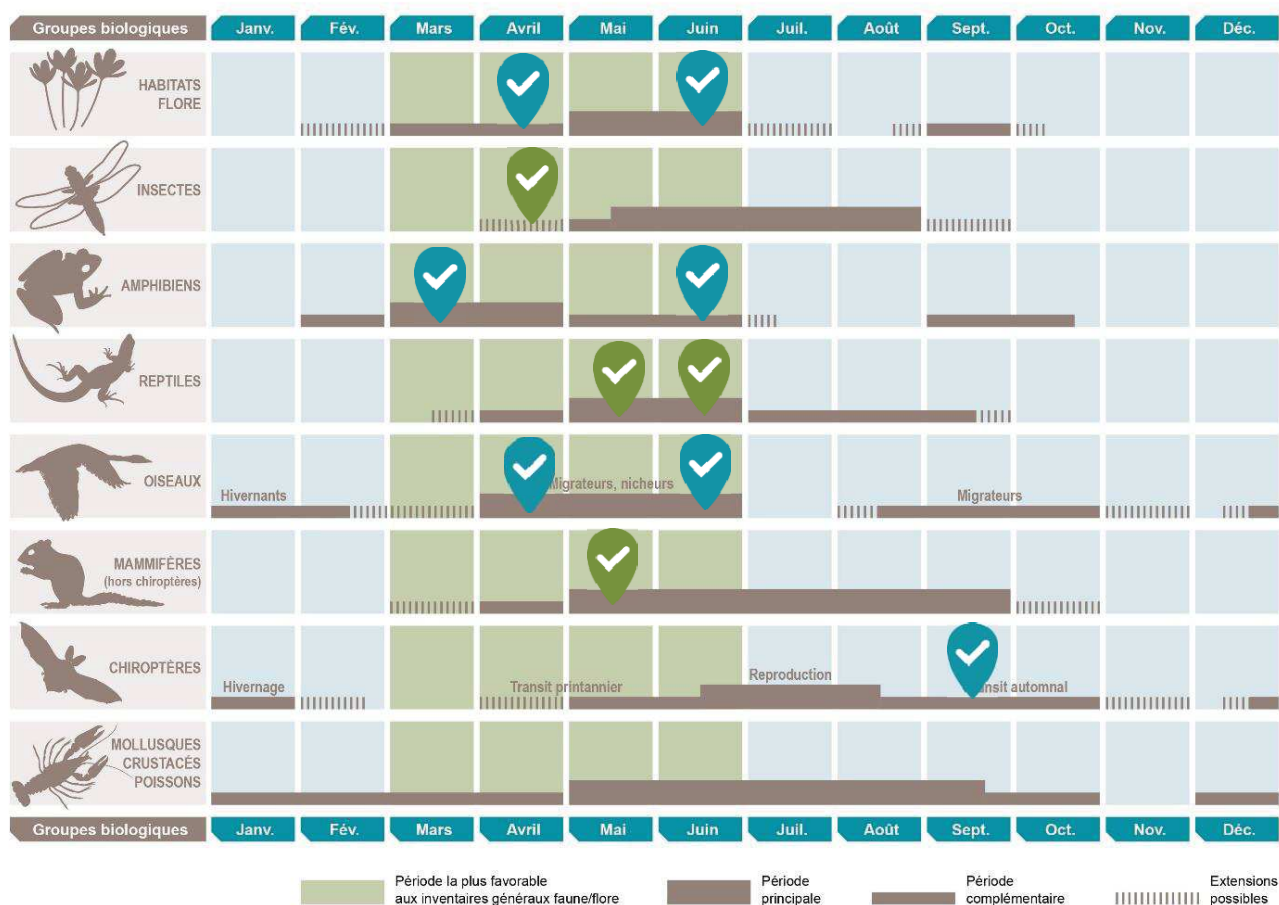 Groupes biologiques Janv. Fév. Mars Avril Mai Juin Juil. Août Sept. Oct. Nov. Déc.
HABITATS
FLORE
INSECTES
AMPHIBIENS
REPTILES
OISEAUX
Hivernants
Migrateurs, nicheurs
Migrateurs
MAMMIFÈRES
(hors chiroptères)
CHIROPTÈRES
Hivernage
Transit printannier
Reproduction
automnal
MOLLUSQUES
CRUSTACÉS
POISSONS
Groupes biologiques Janv. Fév. Mars Avril Mai Juin Juil. Août Sept. Oct. Nov. Déc.
Période la plus favorable
aux inventaires généraux faune/flore
Période
principale
Période
complémentaire
Extensions
possibles